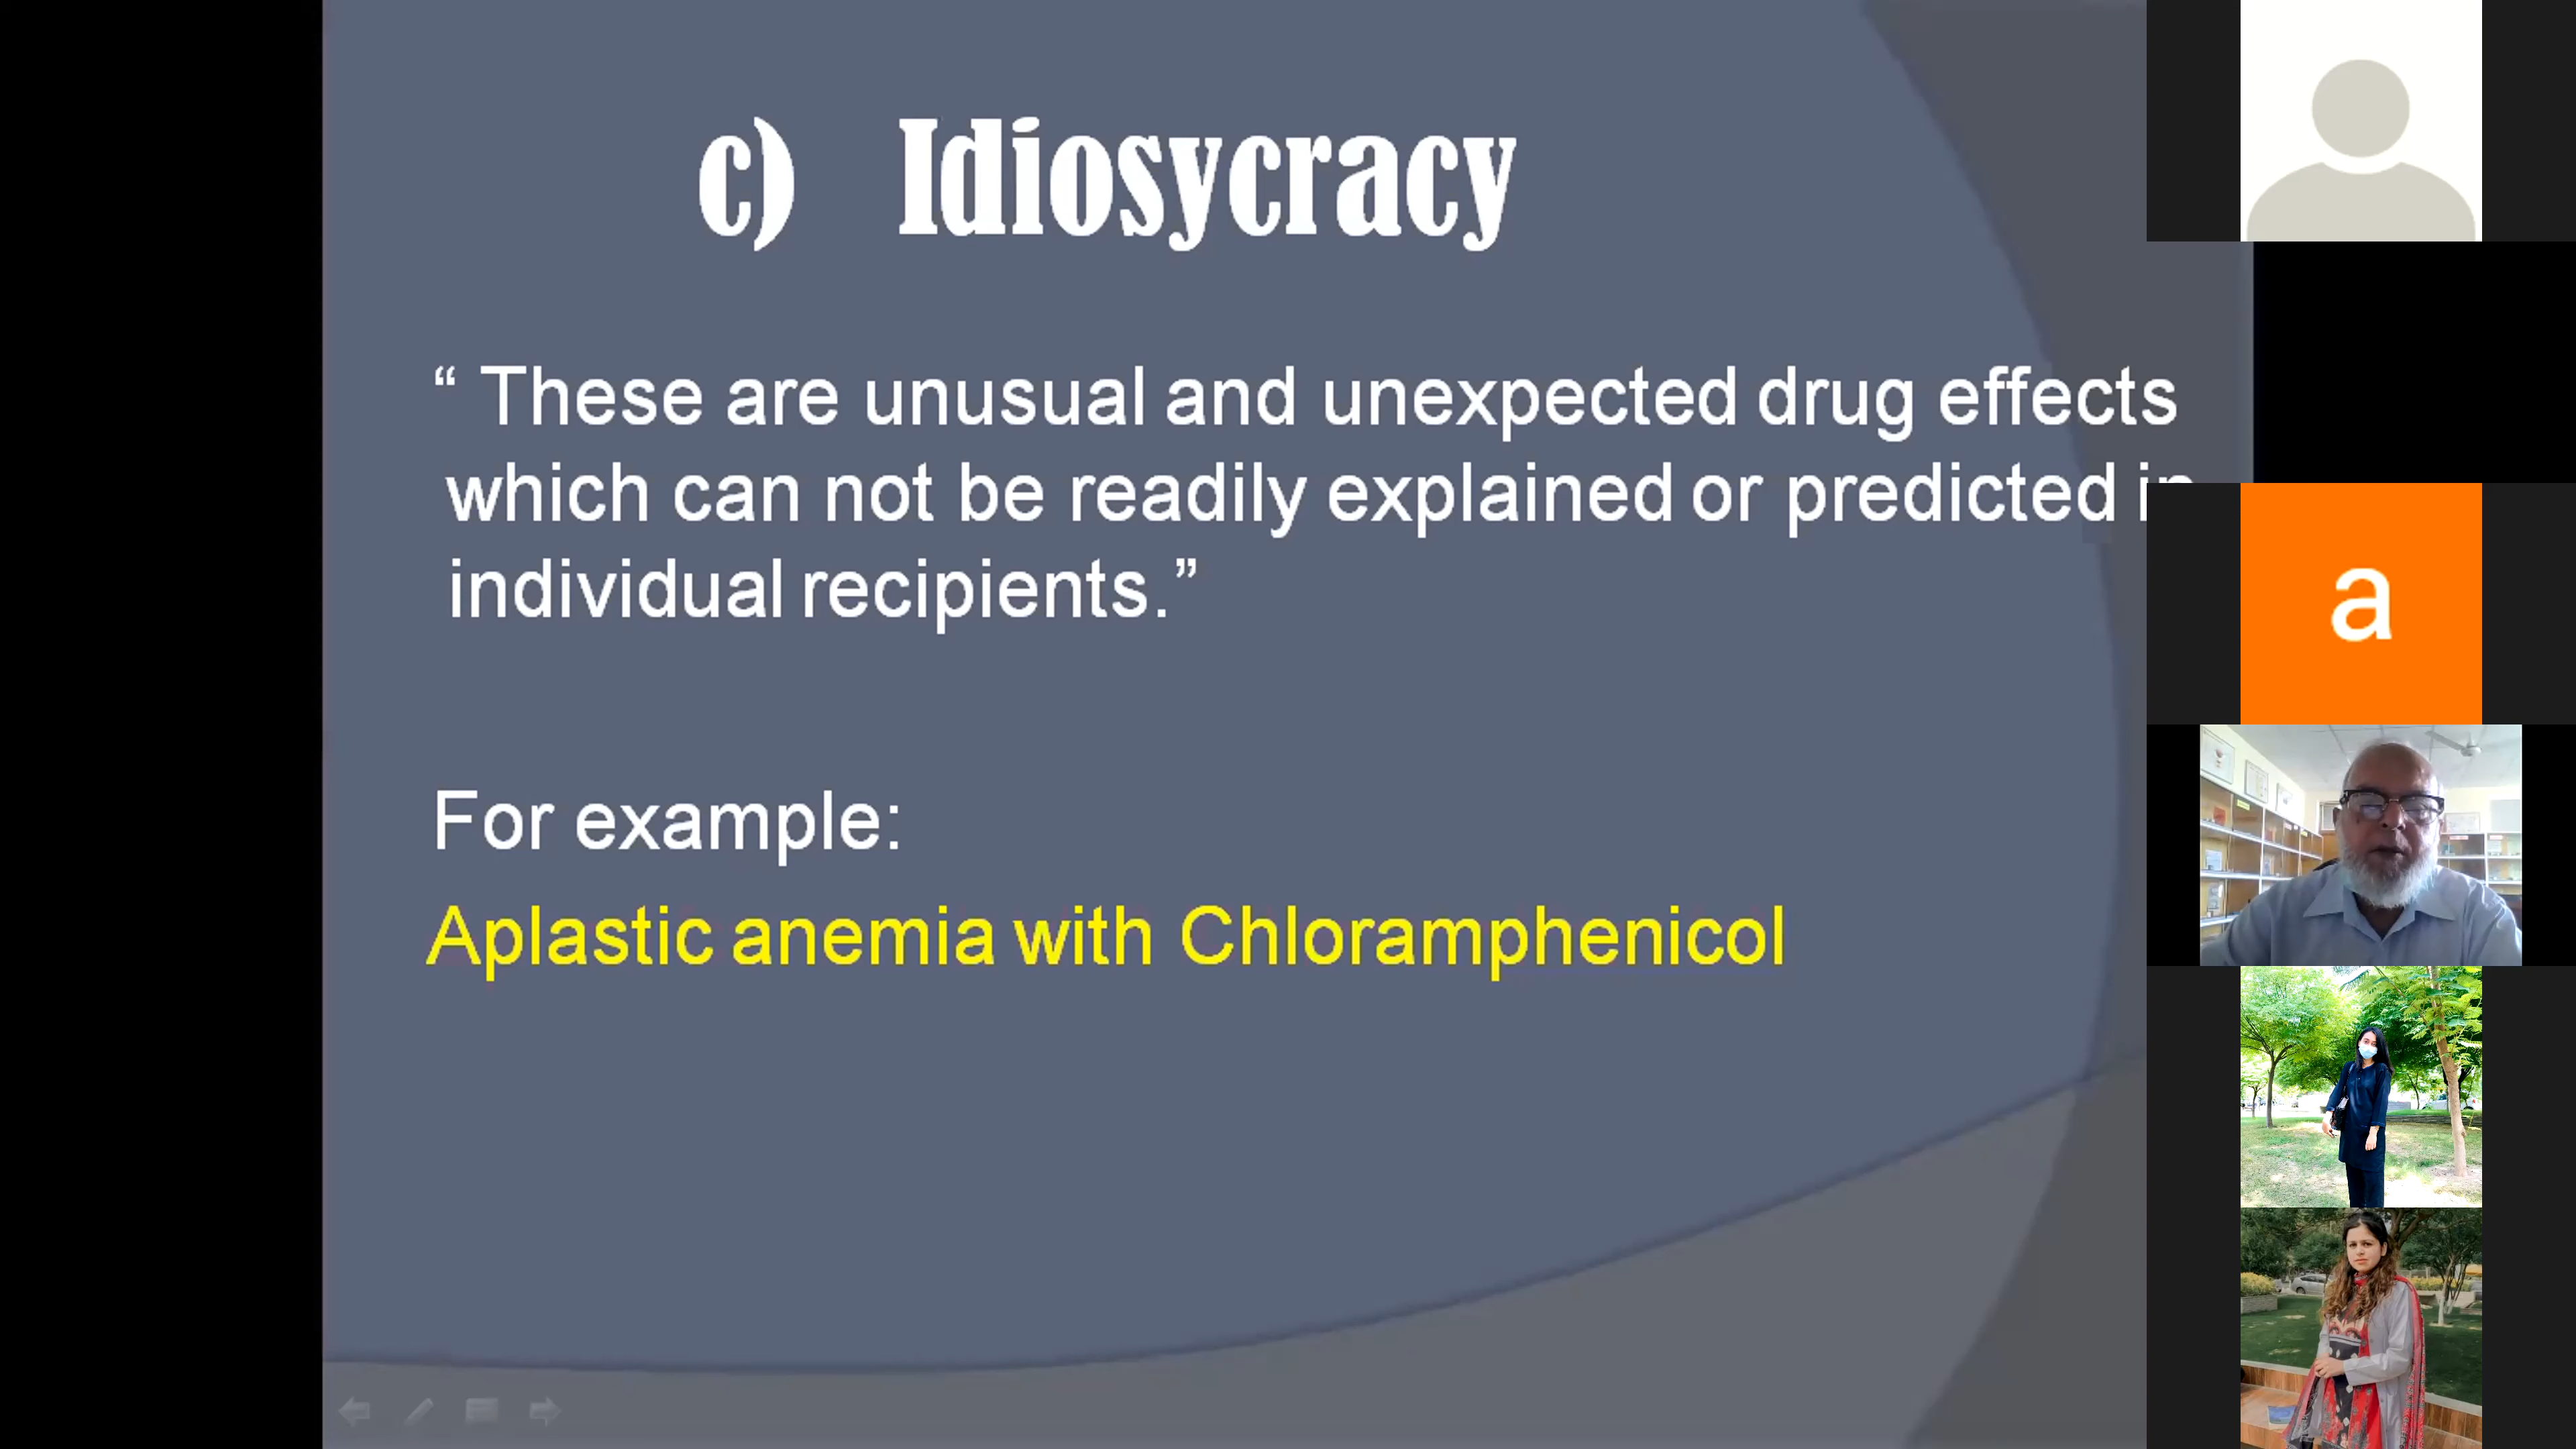 c) Idiosycracy
“ These are unusual and unexpected drug effects
which can not be readily explained or predicted in
individual recipients.”
For example:
Aplastic anemia with Chloramphenicol
a